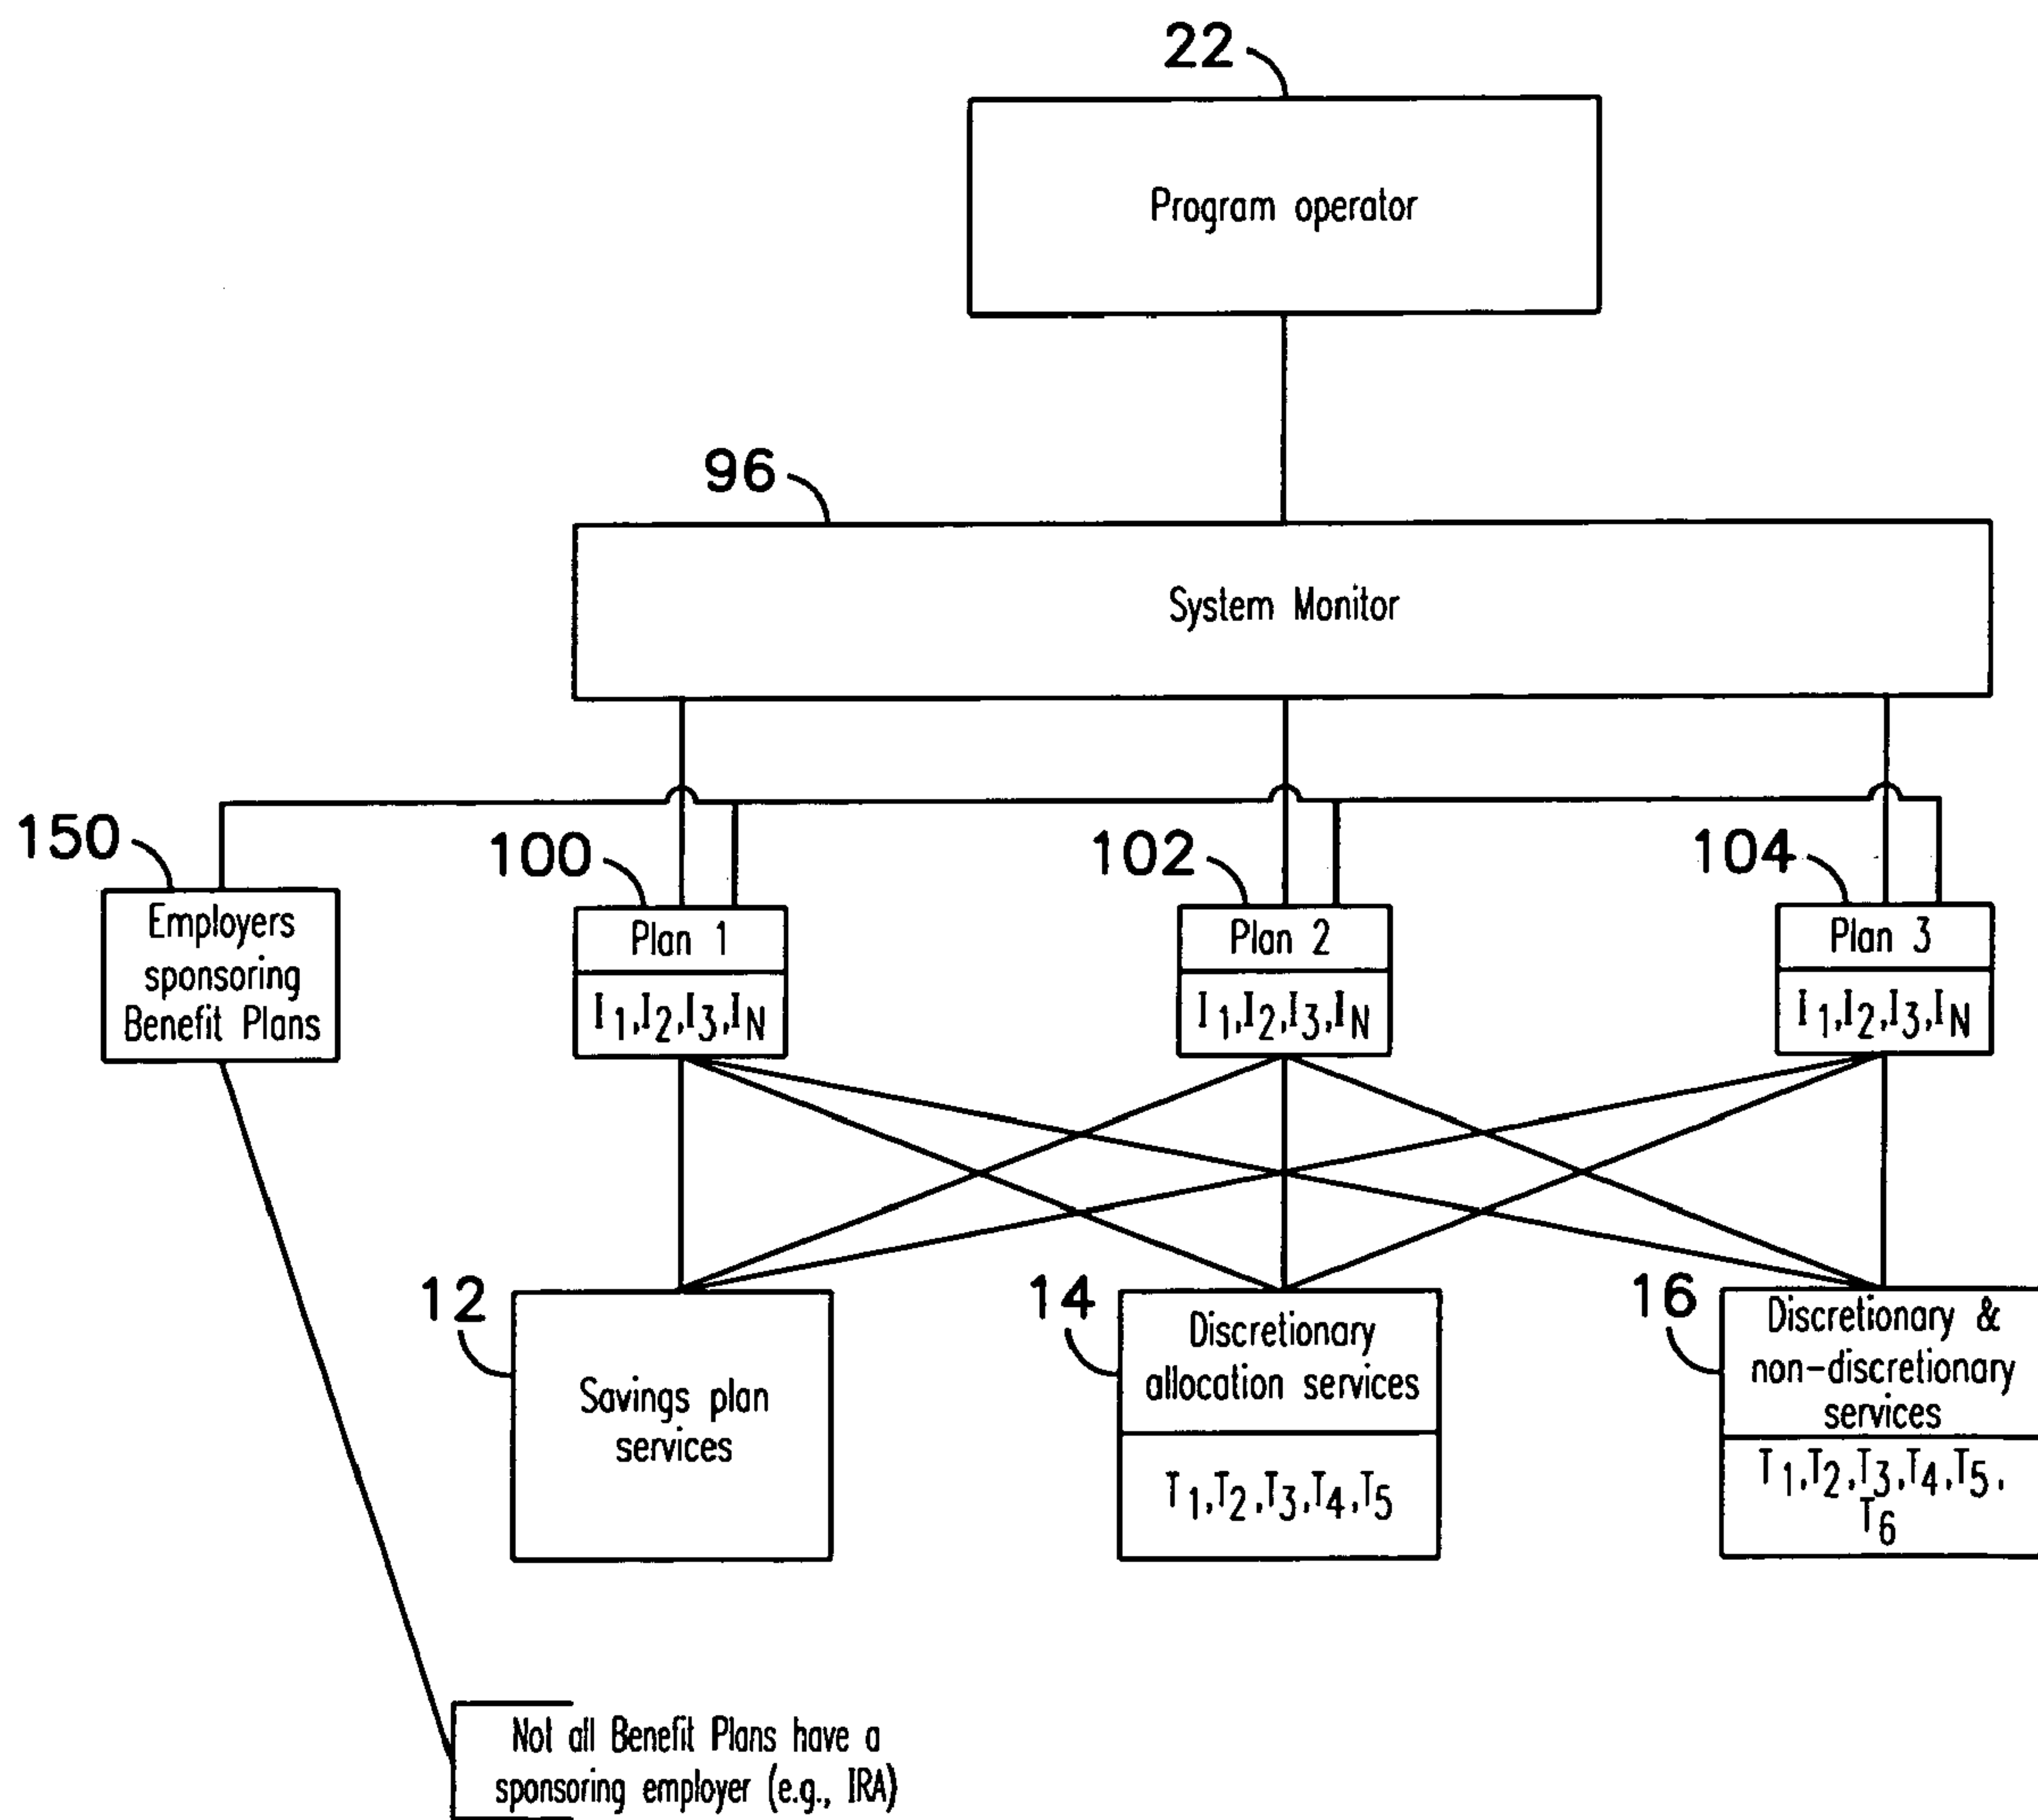 22
Program operator
96
System Monitor
150
100
102
104
Employers
sponsoring
Benefit Plans
Plan 1
I1,I2,I3,IN
Plan 2
I1,I2,I3,IN
Plan 3
I1,I2,I3,IN
12
14
16
Savings plan
services
Discretionary
allocation services
T1,T2,T3,T4,T5
Discretionary &
non-discretionary
services
T1,T2,T3,T4,T5,
T6
Not all Benefit Plans have a
sponsoring employer (e.g., IRA)